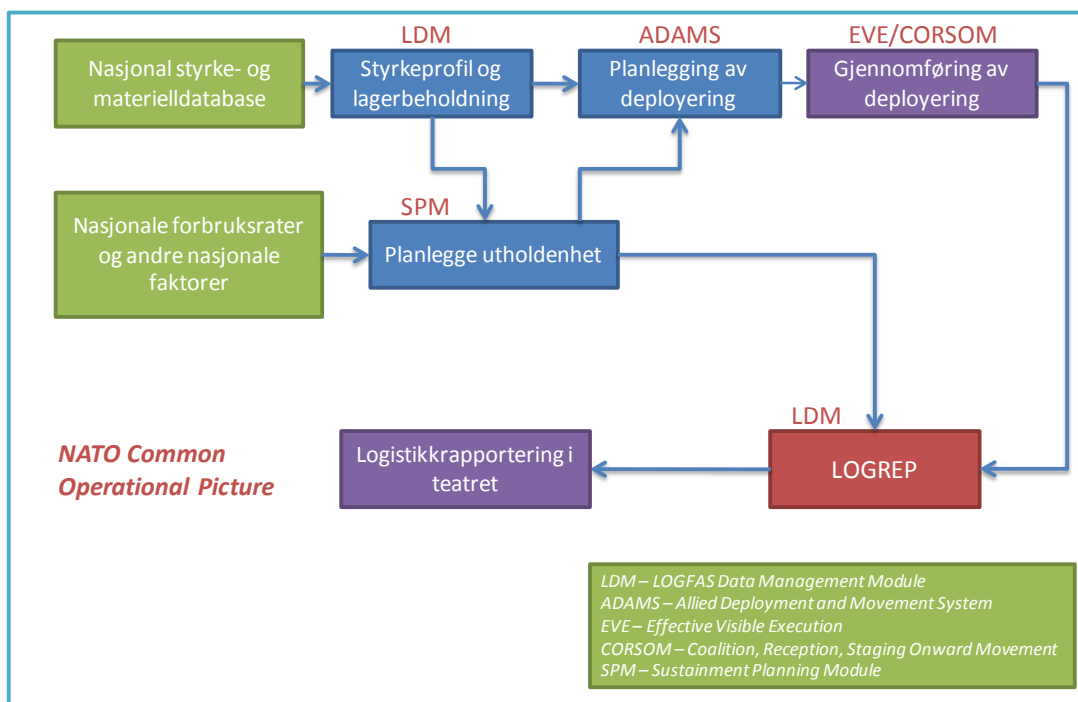 LDM
ADAMS
EVE/CORSOM
Nasjonal styrke- og
materielldatabase
Styrkeprofil og
lagerbeholdning
Planlegging av
deployering
Gjennomføring av
deployering
SPM
Nasjonale forbruksrater
og andre nasjonale
faktorer
Planlegge utholdenhet
LDM
NATO Common
Operational Picture
Logistikkrapportering i
teatret
LOGREP
LDM – LOGFAS Data Management Module
ADAMS – Allied Deployment and Movement System
EVE – Effective Visible Execution
CORSOM – Coalition, Reception, Staging Onward Movement
SPM – Sustainment Planning Module